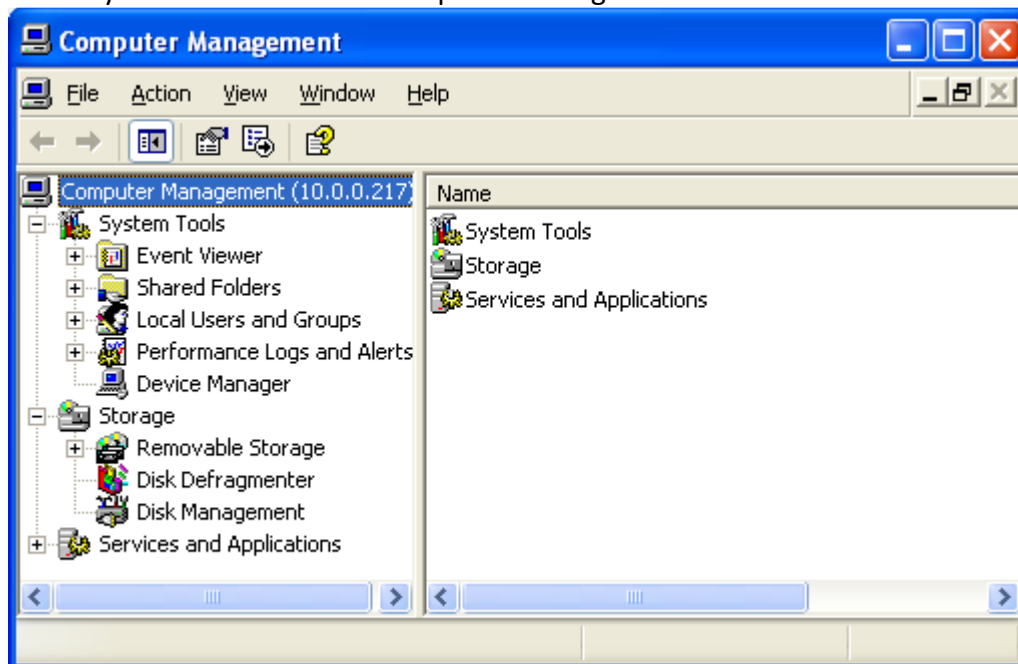 Computer Management
File Action View Window Help
Computer Management (10.0.0.217)
System Tools
Event Viewer
Shared Folders
Local Users and Groups
Performance Logs and Alerts
Device Manager
Storage
Removable Storage
Disk Defragmenter
Disk Management
Services and Applications
Name
System Tools
Storage
Services and Applications